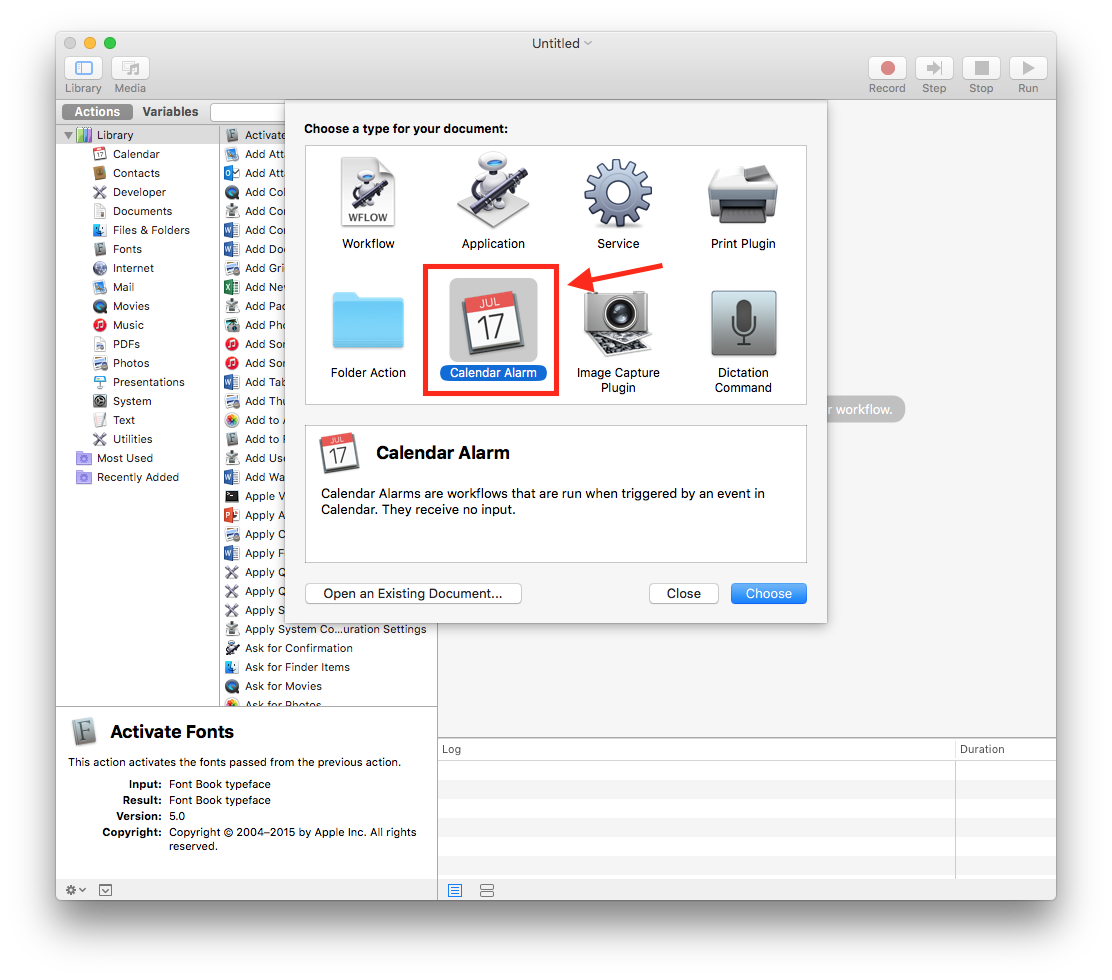 Untitled
Library
Media
Record
Step
Stop
Run
Actions
Variables
Library
Calendar
Contacts
Developer
Documents
Files & Folders
Fonts
Internet
Mail
Movies
Music
PDFs
Photos
Presentations
System
Text
Utilities
Most Used
Recently Added
Activate
Add Att
Add Att
Add Col
Add Con
Add Con
Add Doc
Add Gri
Add New
Add Pac
Add Pho
Add Son
Add Son
Add Tab
Add Thu
Add to A
Add to F
Add Use
Add Wa
Apple V
Apply A
Apply C
Apply F
Apply Q
Apply Q
Apply S
Apply System Co...uration Settings
Ask for Confirmation
Ask for Finder Items
Ask for Movies
Ask for Photos
Choose a type for your document:
WFLOW
Workflow
Application
Service
Print Plugin
Folder Action
JUL
17
Calendar Alarm
Image Capture
Plugin
Dictation
Command
r workflow.
JUL
17
Calendar Alarm
Calendar Alarms are workflows that are run when triggered by an event in
Calendar. They receive no input.
Open an Existing Document...
Close
Choose
Activate Fonts
This action activates the fonts passed from the previous action.
Input: Font Book typeface
Result: Font Book typeface
Version: 5.0
Copyright: Copyright © 2004–2015 by Apple Inc. All rights
reserved.
Log
Duration